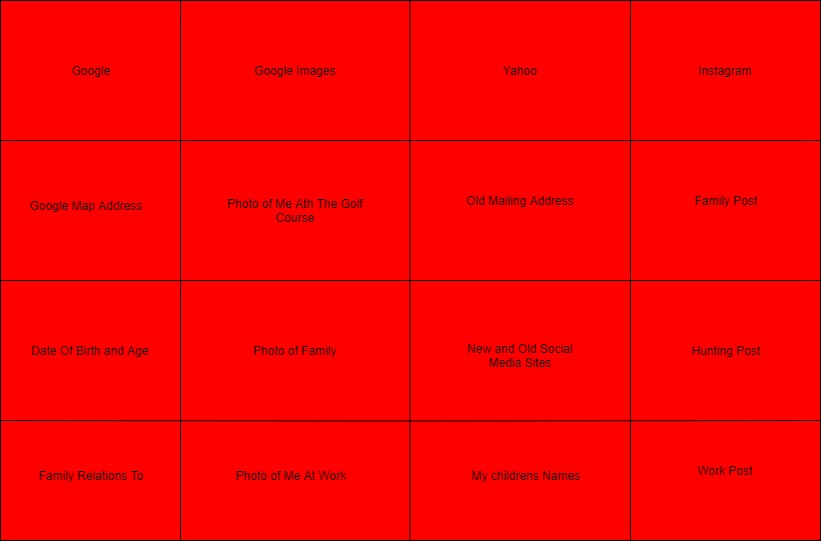 Google
Google Images
Yahoo
Instagram
Google Map Address
Photo of Me Ath The Golf
Course
Old Mailing Address
Family Post
Date Of Birth and Age
Photo of Family
New and Old Social
Media Sites
Hunting Post
Family Relations To
Photo of Me At Work
My childrens Names
Work Post